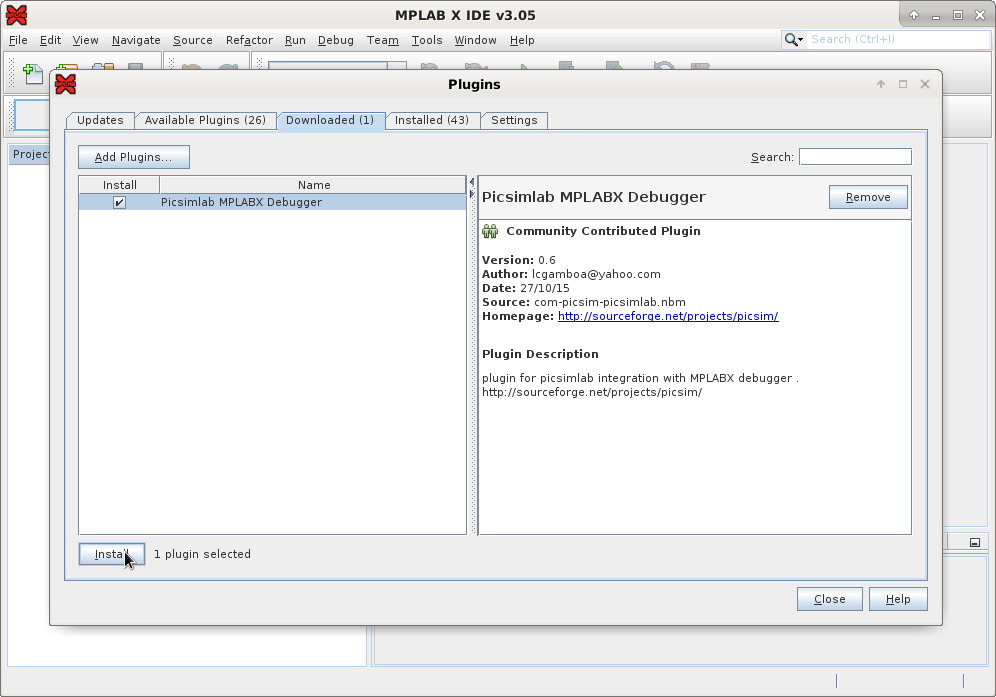 MPLAB X IDE v3.05
File Edit View Navigate Source Refactor Run Debug Team Tools Window Help
Search (Ctrl+I)
Plugins
Updates Available Plugins (26) Downloaded (1) Installed (43) Settings
Projec
Add Plugins...
Search:
Install Name
Picsimlab MPLABX Debugger
Picsimlab MPLABX Debugger
Remove
Community Contributed Plugin
Version: 0.6
Author: lcgamboa@yahoo.com
Date: 27/10/15
Source: com-picsim-picsimlab.nbm
Homepage: http://sourceforge.net/projects/picsim/
Plugin Description
plugin for picsimlab integration with MPLABX debugger .
http://sourceforge.net/projects/picsim/
Install 1 plugin selected
Close Help